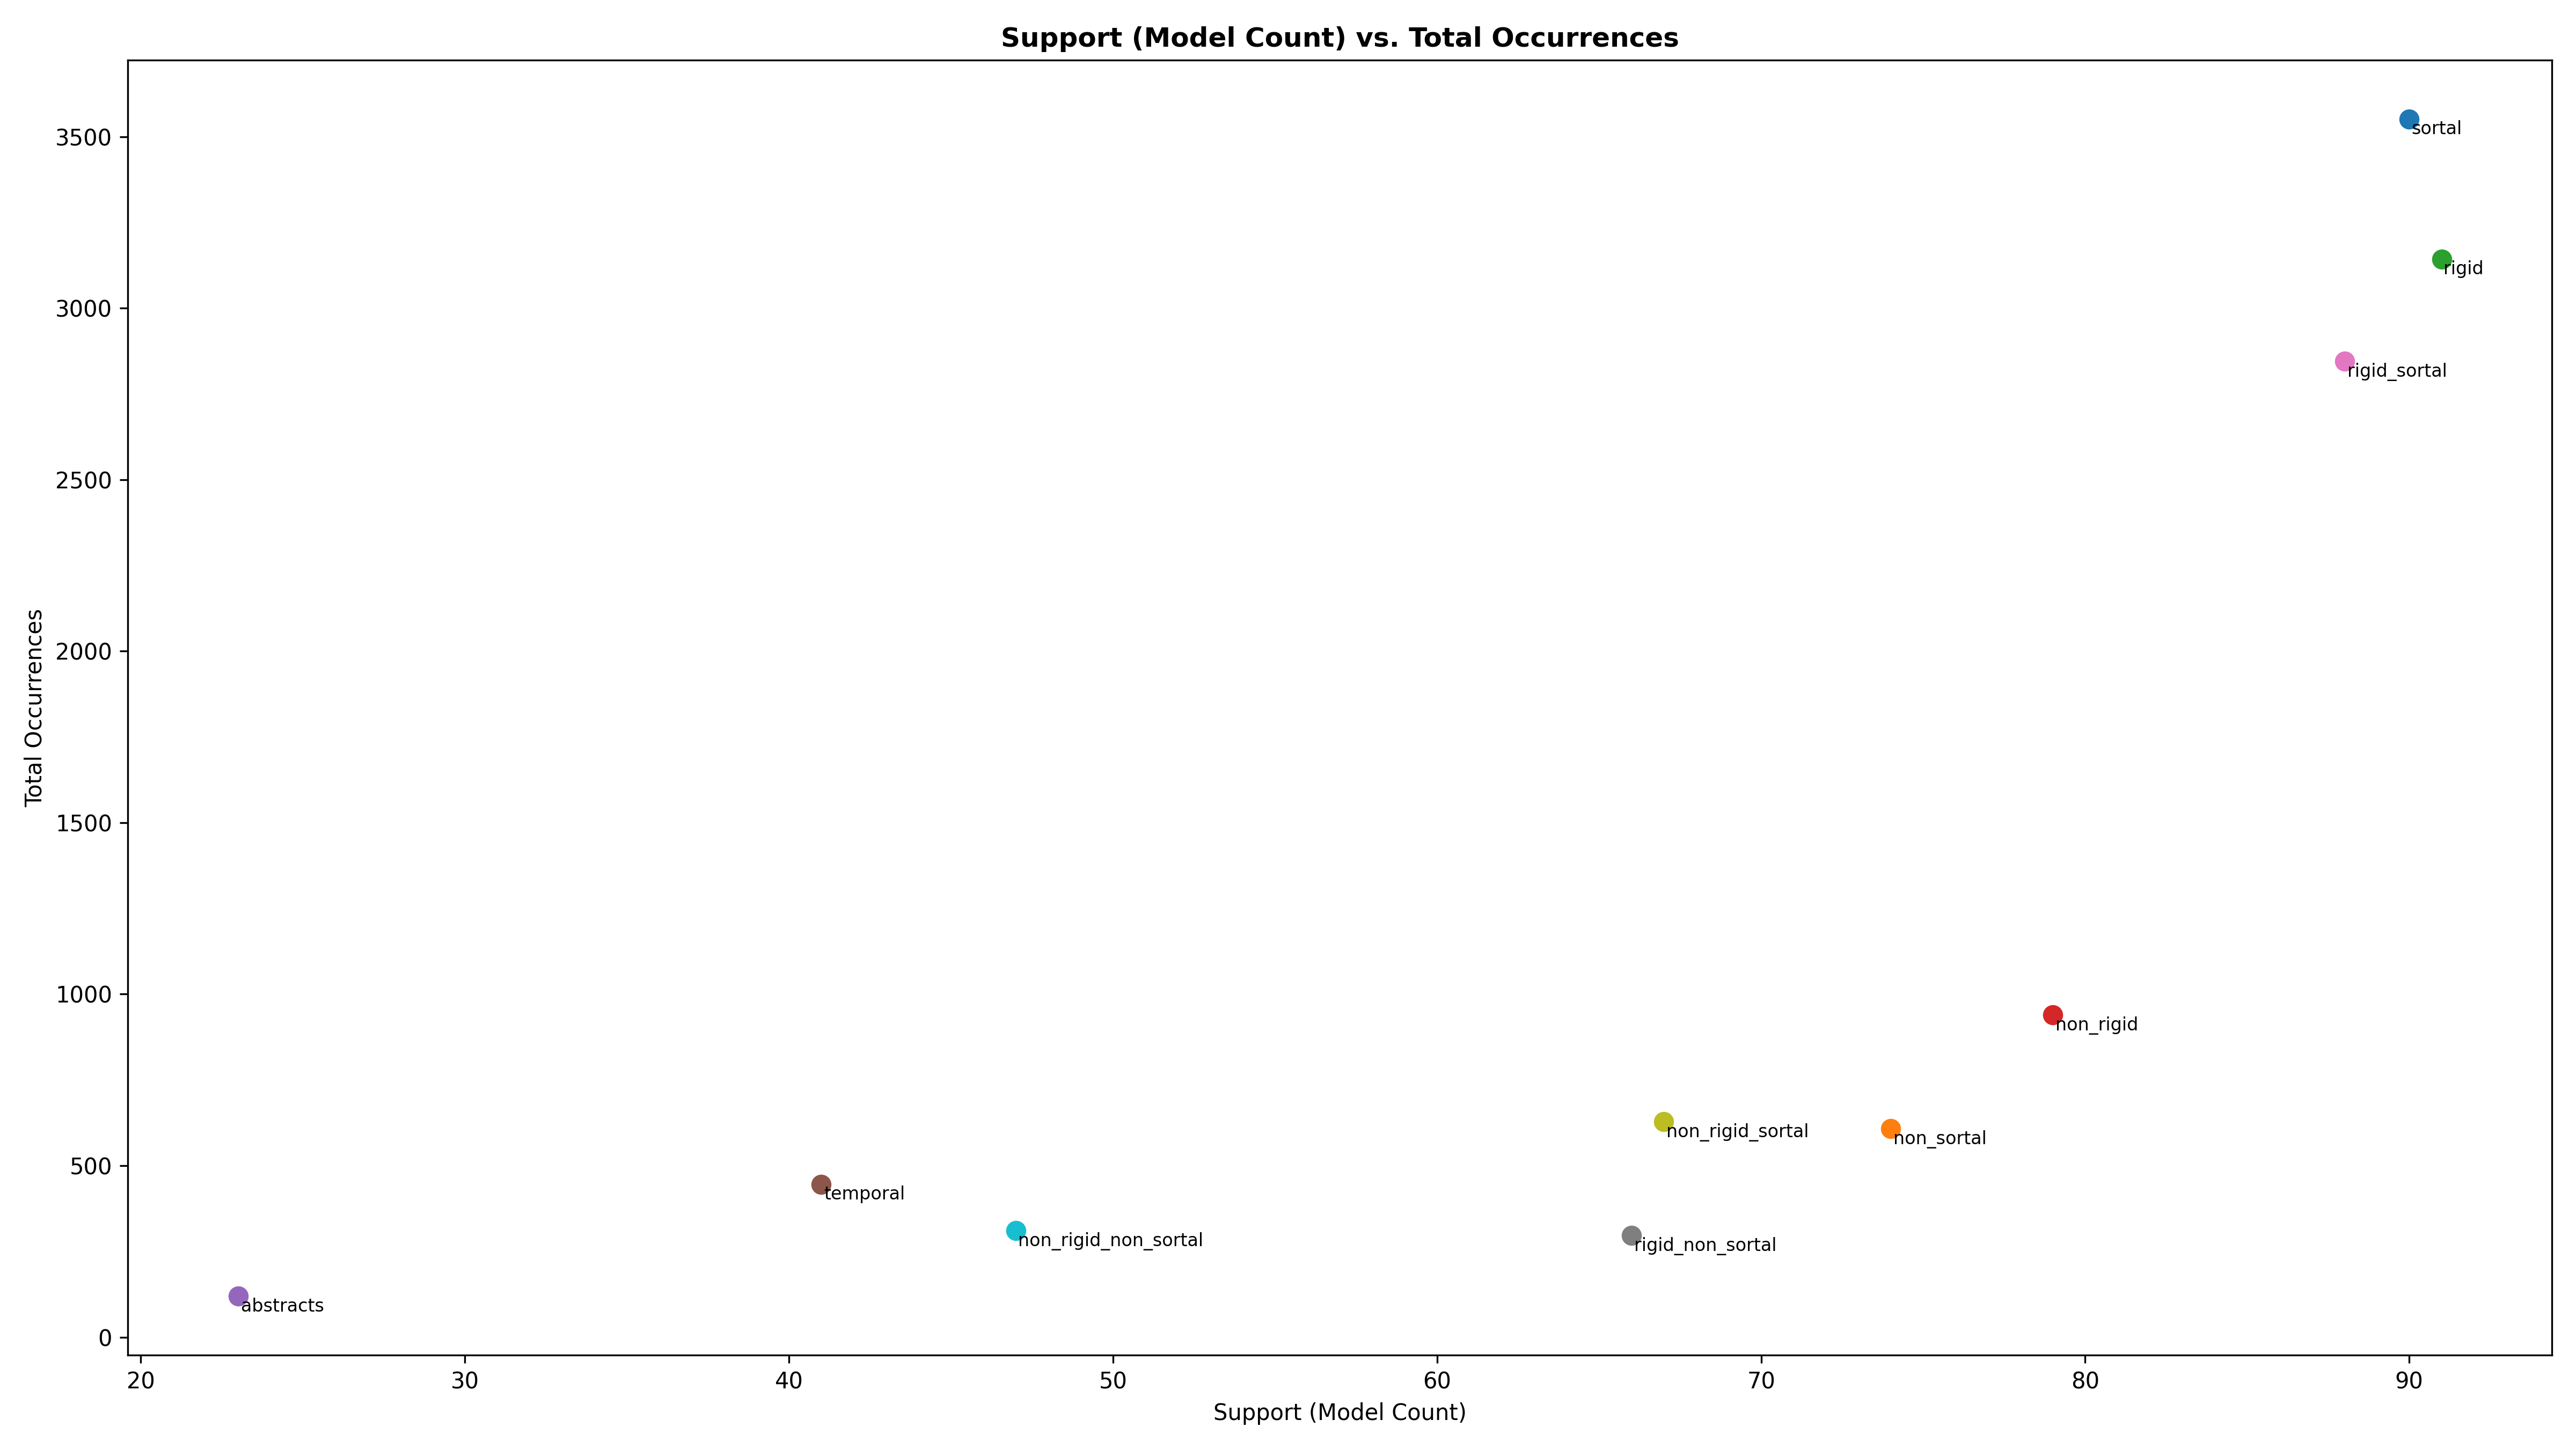 Support (Model Count) vs. Total Occurrences
Total Occurrences
3500
3000
2500
2000
1500
1000
500
0
sortal
rigid
rigid_sortal
non_rigid
non_rigid_sortal
non_sortal
temporal
non_rigid_non_sortal
rigid_non_sortal
abstracts
20 30 40 50 60 70 80 90
Support (Model Count)